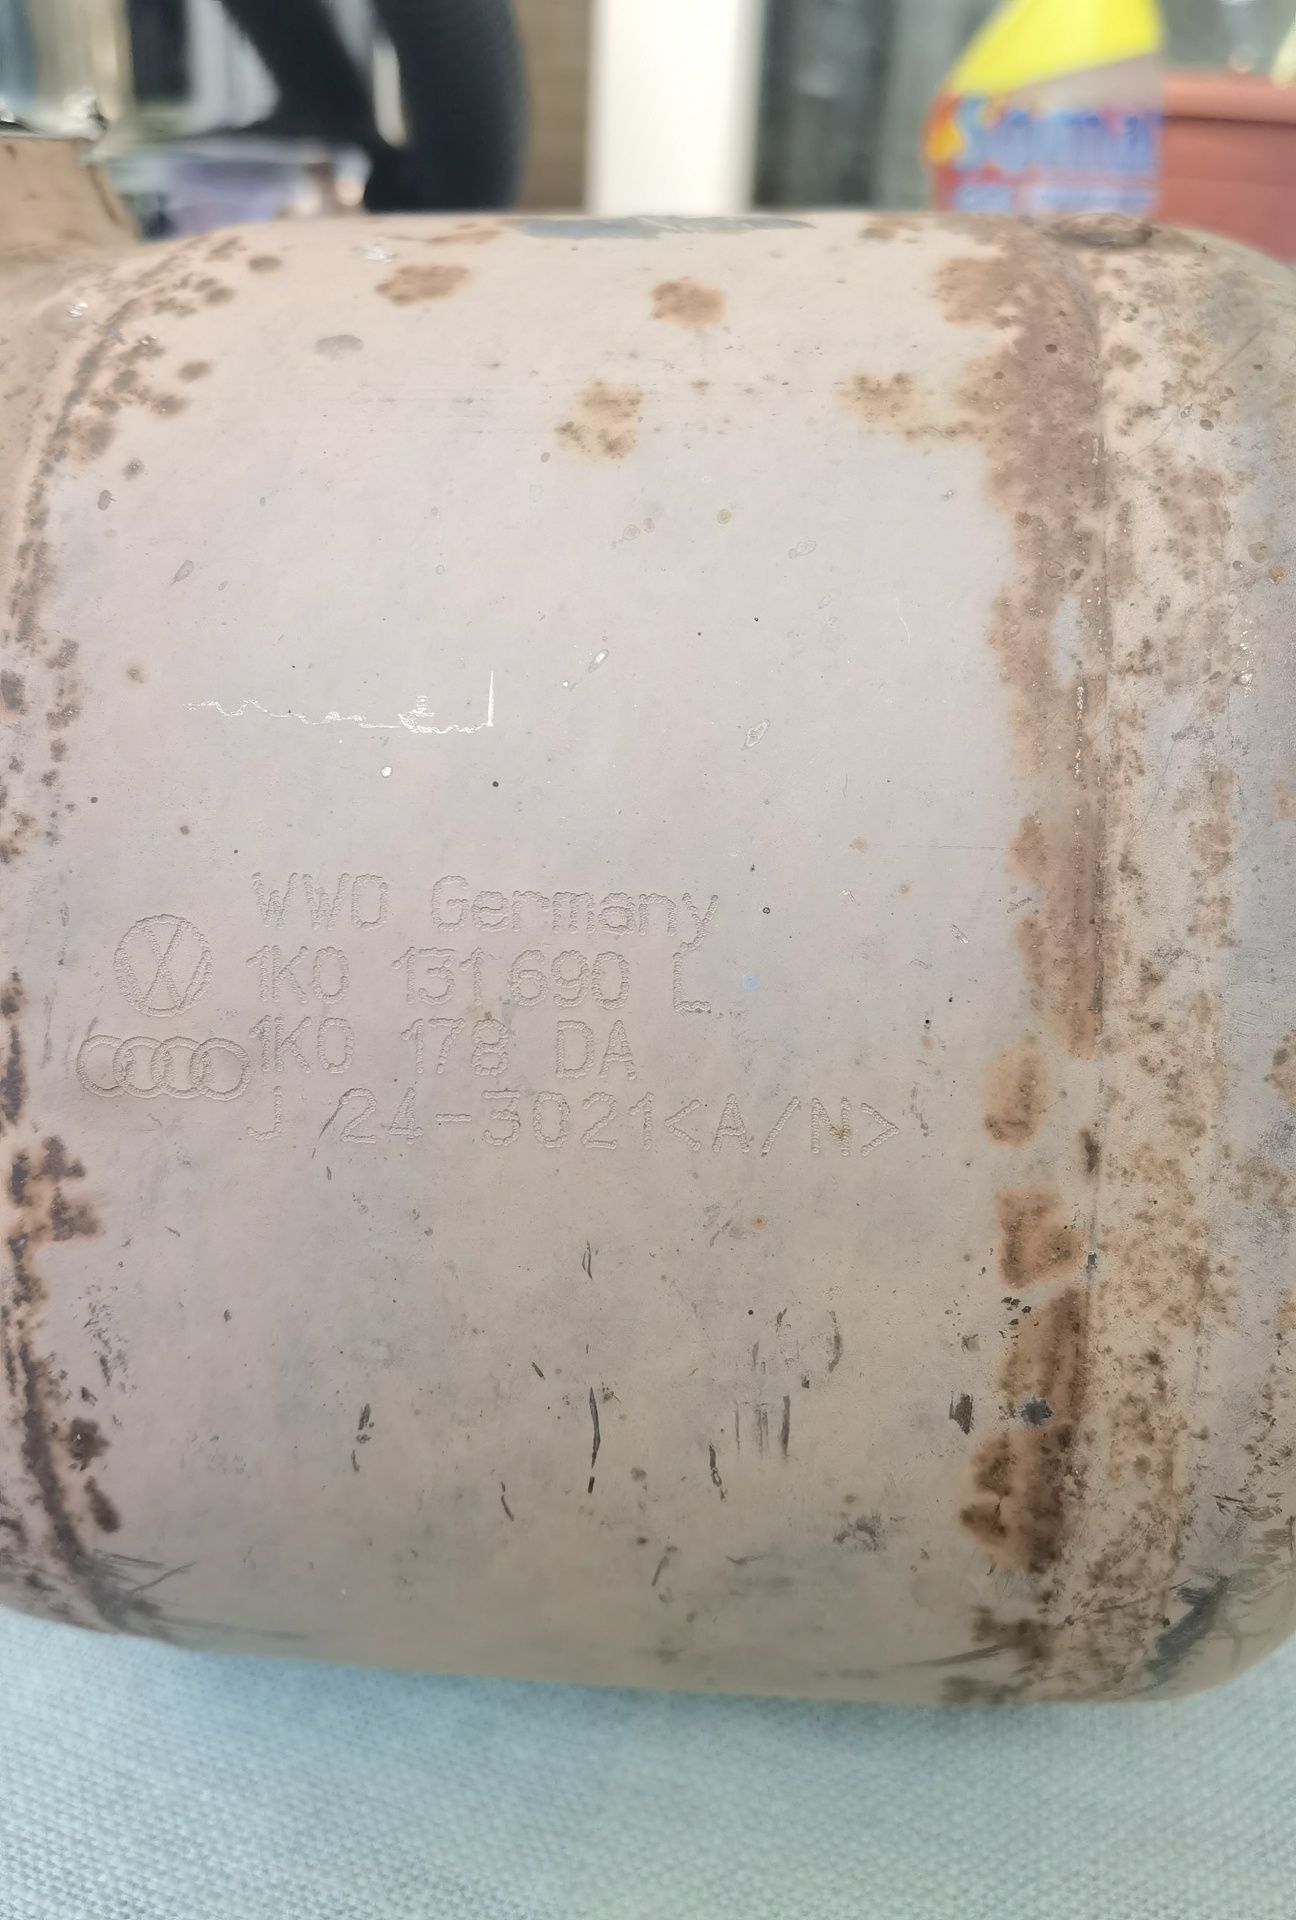 WWO Germany
1K0 131 690 L
1K0 178 DA
J 24-3021<A/N>